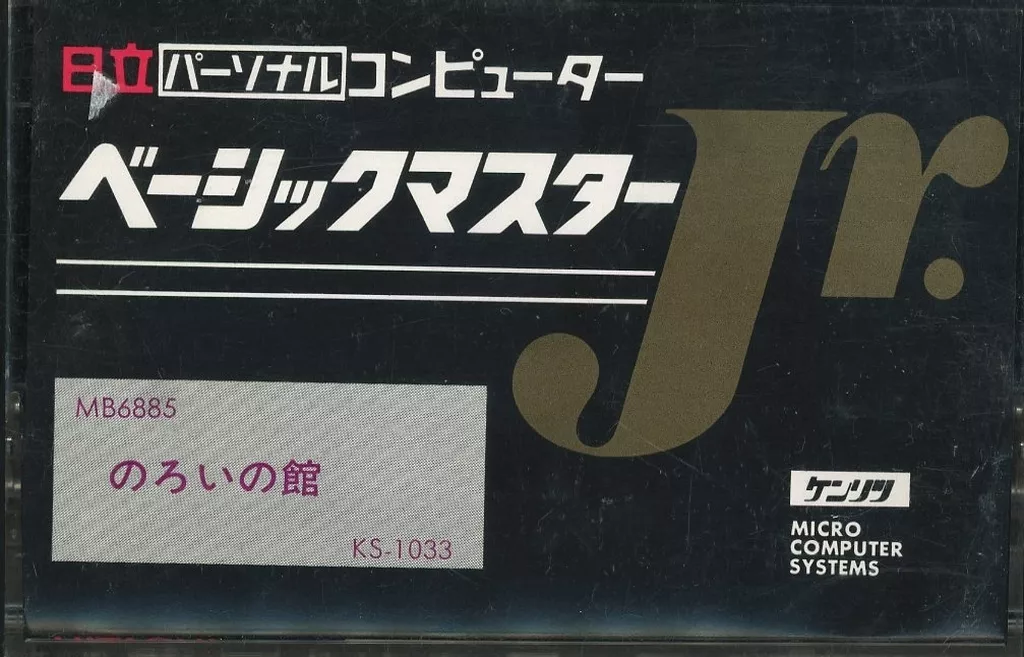 日立パーソナルコンピューター
ベーシックマスターJr.
MB6885
のろいの館
KS-1033
ケンリツ
MICRO
COMPUTER
SYSTEMS